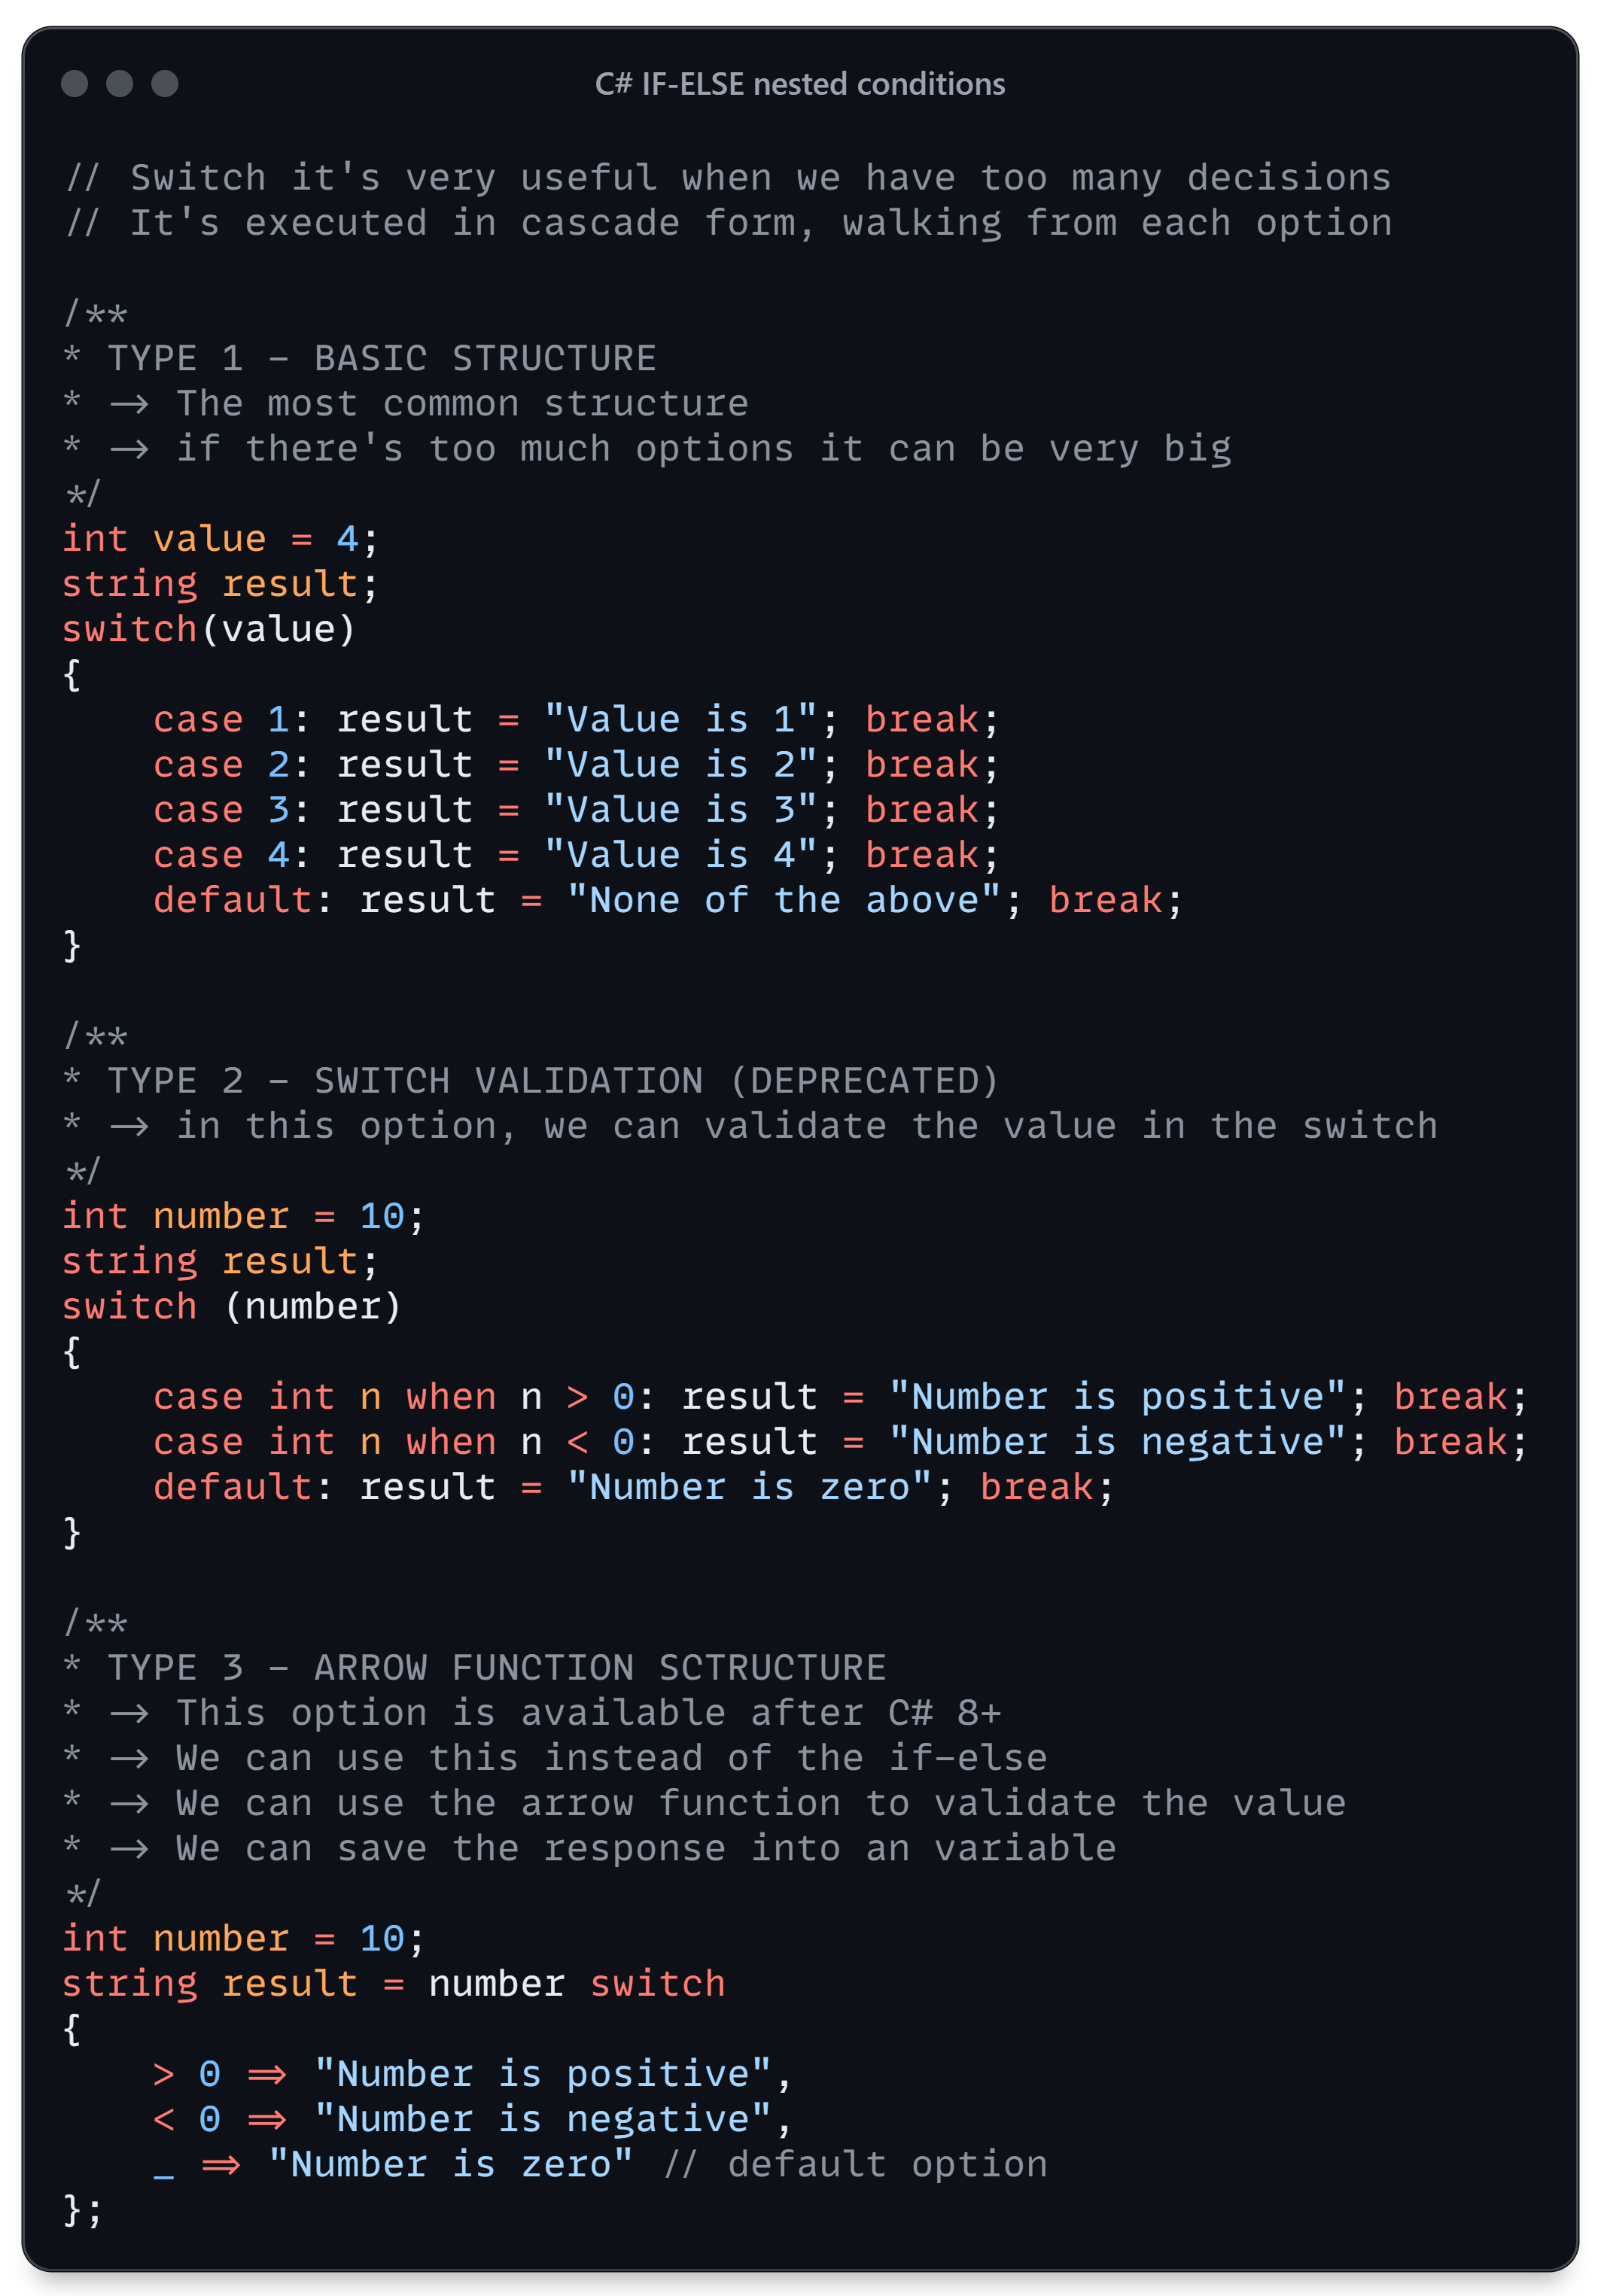 C# IF-ELSE nested conditions
// Switch it's very useful when we have too many decisions
// It's executed in cascade form, walking from each option
/**
* TYPE 1 - BASIC STRUCTURE
* -> The most common structure
* -> if there's too much options it can be very big
*/
int value = 4;
string result;
switch(value)
{
    case 1: result = "Value is 1"; break;
    case 2: result = "Value is 2"; break;
    case 3: result = "Value is 3"; break;
    case 4: result = "Value is 4"; break;
    default: result = "None of the above"; break;
}
/**
* TYPE 2 - SWITCH VALIDATION (DEPRECATED)
* -> in this option, we can validate the value in the switch
*/
int number = 10;
string result;
switch (number)
{
    case int n when n > 0: result = "Number is positive"; break;
    case int n when n < 0: result = "Number is negative"; break;
    default: result = "Number is zero"; break;
}
/**
* TYPE 3 - ARROW FUNCTION SCTRUCTURE
* -> This option is available after C# 8+
* -> We can use this instead of the if-else
* -> We can use the arrow function to validate the value
* -> We can save the response into an variable
*/
int number = 10;
string result = number switch
{
    > 0 => "Number is positive",
    < 0 => "Number is negative",
    _ => "Number is zero" // default option
};